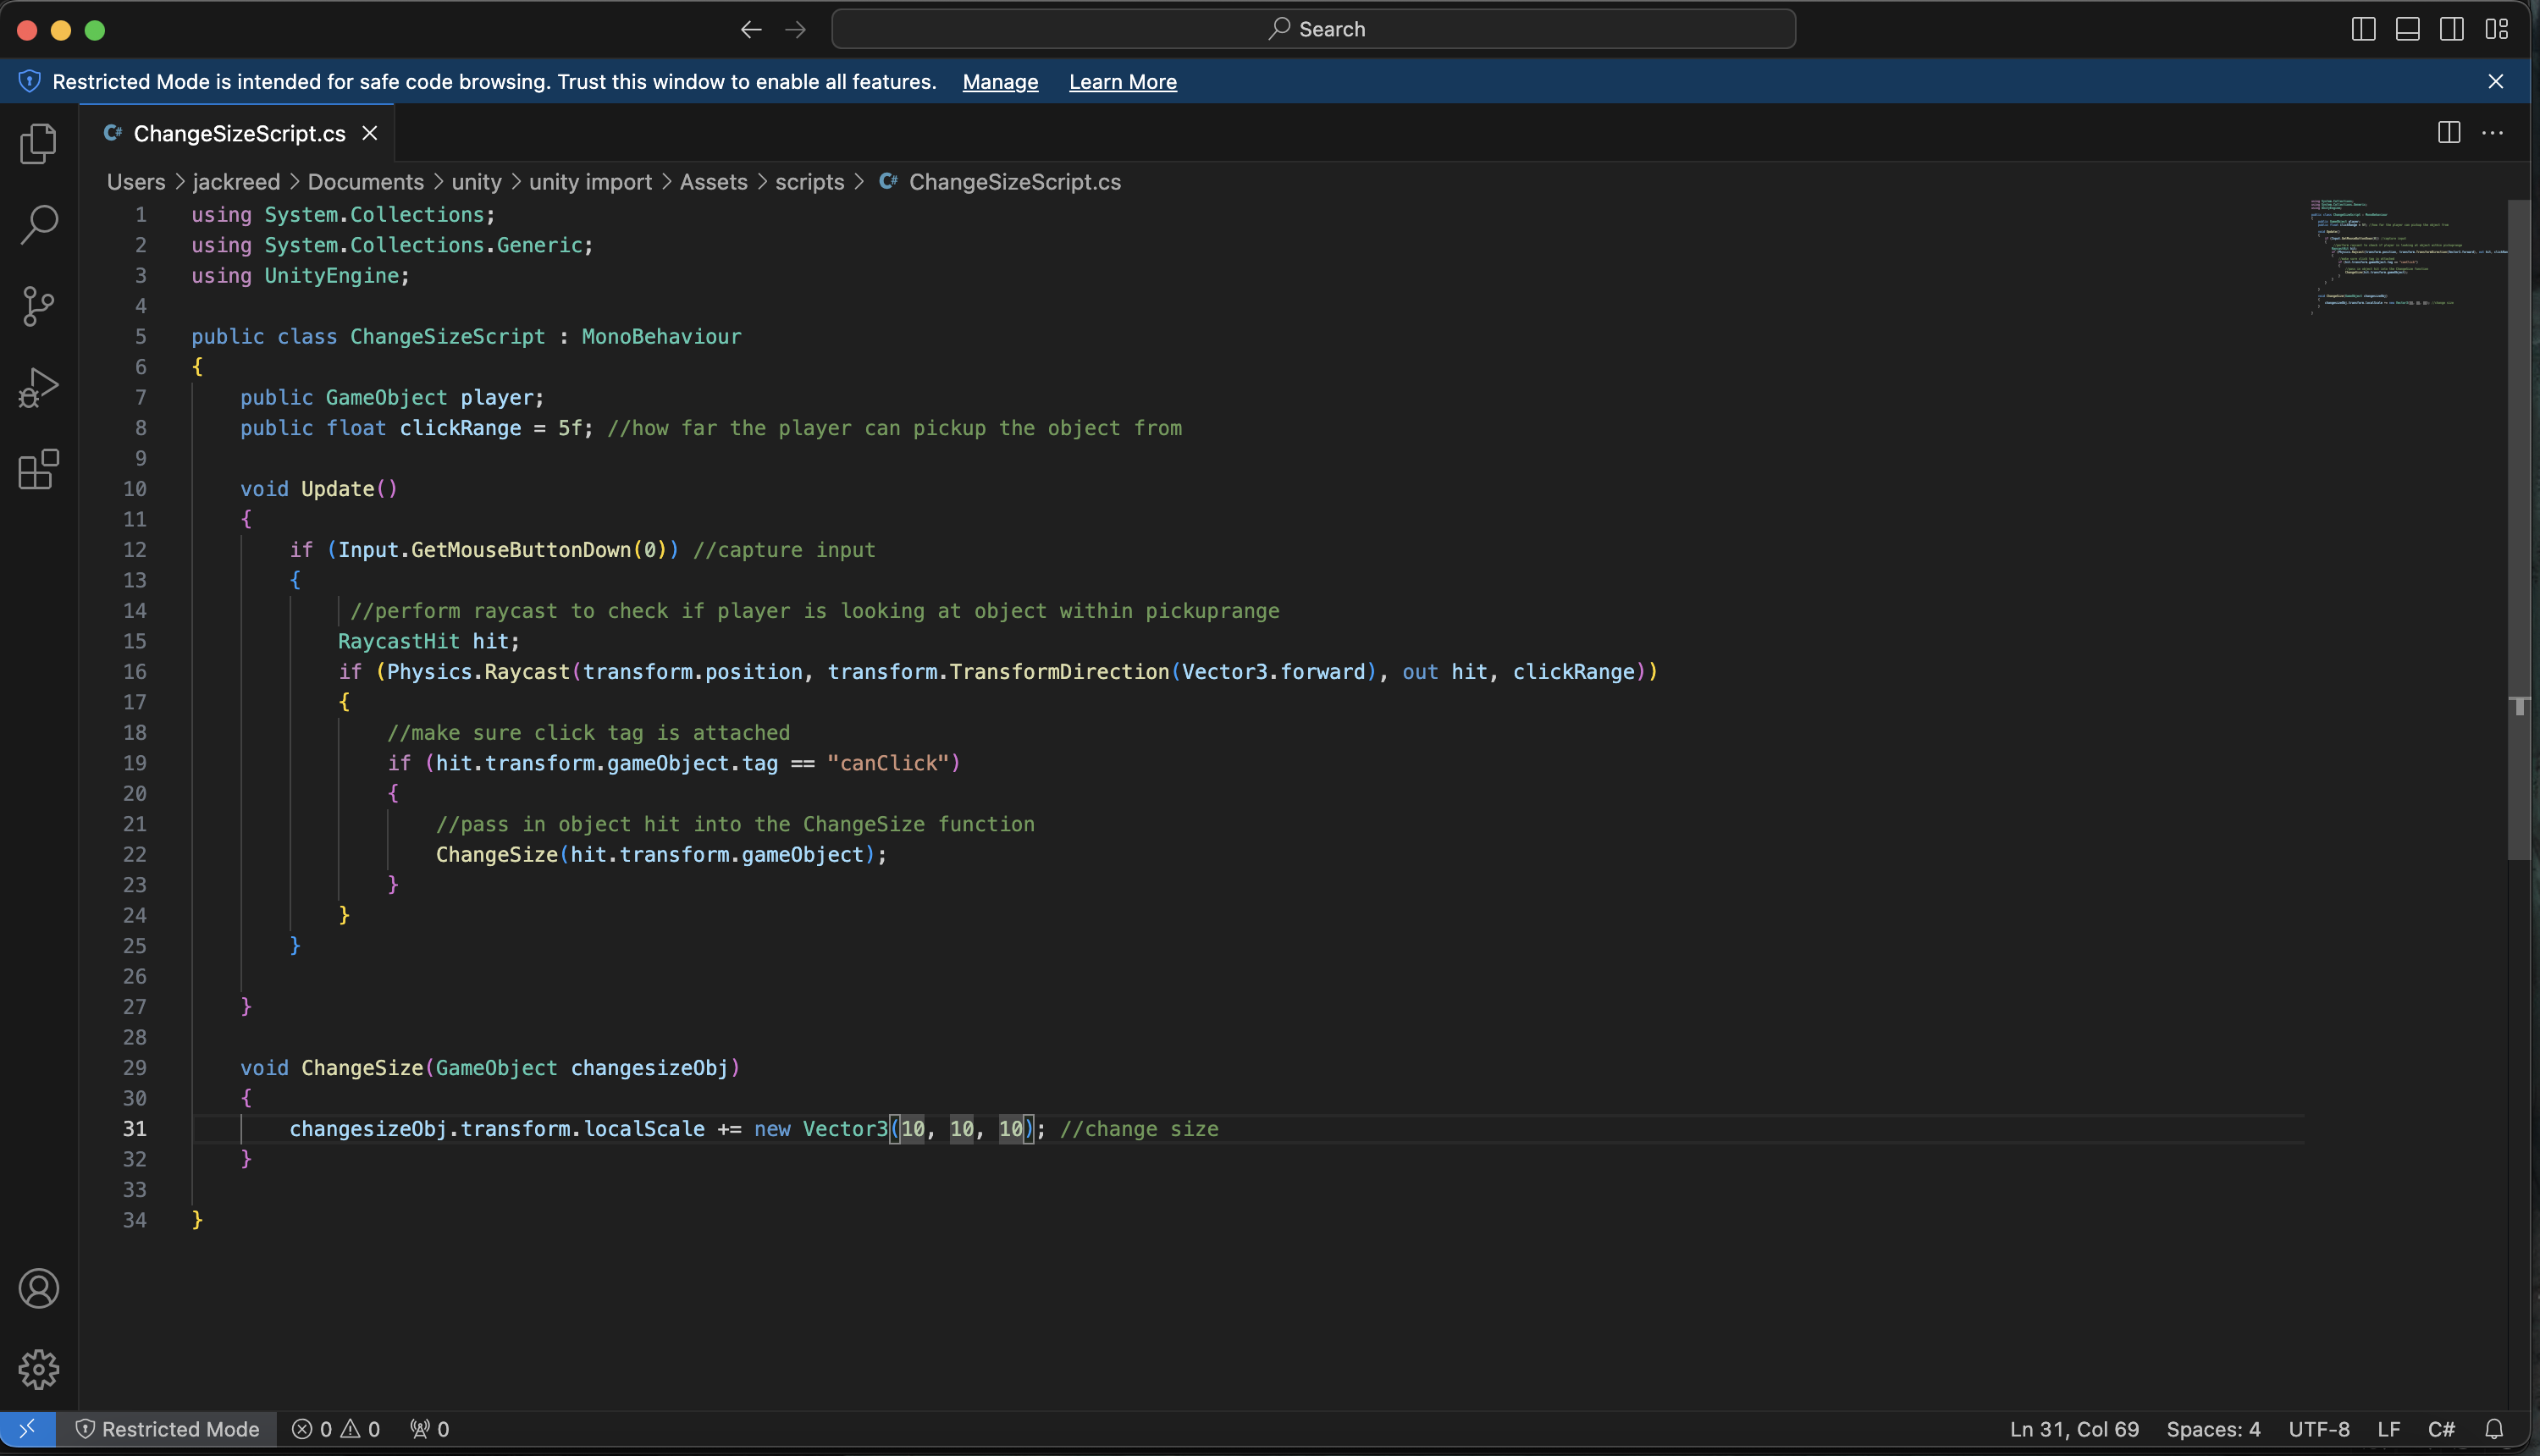 Search
Restricted Mode is intended for safe code browsing. Trust this window to enable all features. Manage Learn More
ChangeSizeScript.cs
Users > jackreed > Documents > unity > unity import > Assets > scripts > ChangeSizeScript.cs
1 using System.Collections;
2 using System.Collections.Generic;
3 using UnityEngine;
4
5 public class ChangeSizeScript : MonoBehaviour
6 {
7     public GameObject player;
8     public float clickRange = 5f; //how far the player can pickup the object from
9
10     void Update()
11     {
12         if (Input.GetMouseButtonDown(0)) //capture input
13         {
14              //perform raycast to check if player is looking at object within pickuprange
15             RaycastHit hit;
16             if (Physics.Raycast(transform.position, transform.TransformDirection(Vector3.forward), out hit, clickRange))
17             {
18                 //make sure click tag is attached
19                 if (hit.transform.gameObject.tag == "canClick")
20                 {
21                     //pass in object hit into the ChangeSize function
22                     ChangeSize(hit.transform.gameObject);
23                 }
24             }
25         }
26
27     }
28
29     void ChangeSize(GameObject changesizeObj)
30     {
31         changesizeObj.transform.localScale += new Vector3(10, 10, 10); //change size
32     }
33
34 }
Restricted Mode 0 0 0 Ln 31, Col 69 Spaces: 4 UTF-8 LF C#